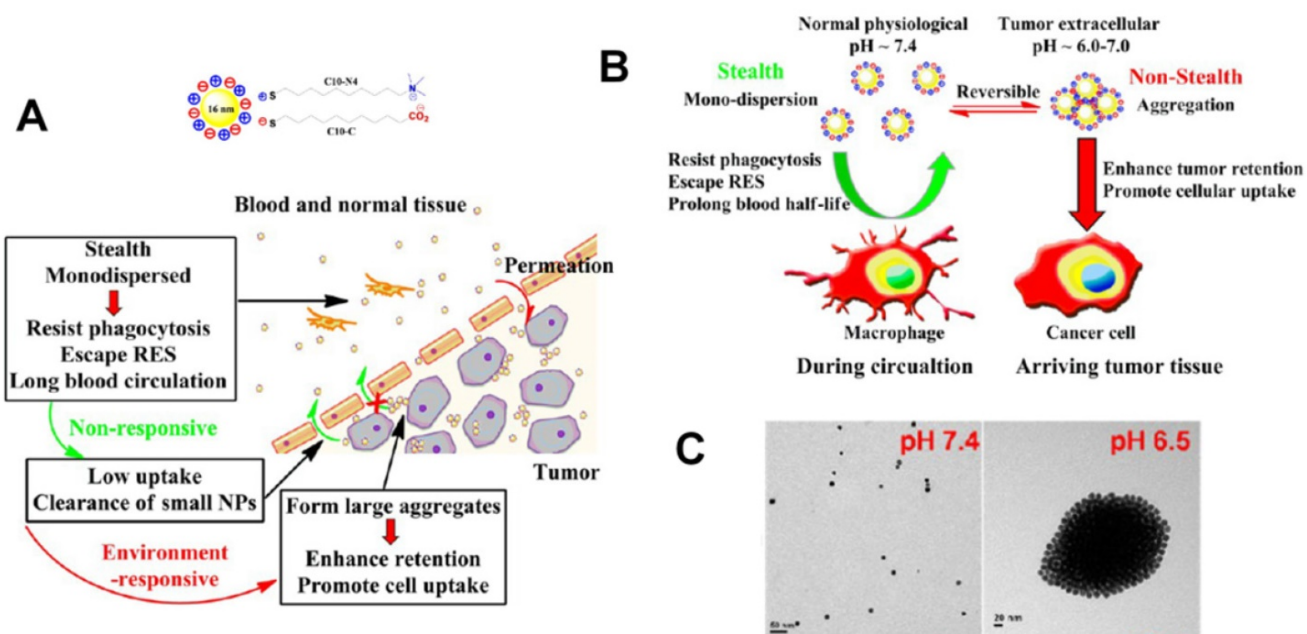 A
16 nm
C10-N4
S
N
S
CO2
C10-C
Blood and normal tissue
Stealth
Monodispersed
Resist phagocytosis
Escape RES
Long blood circulation
Permeation
Non-responsive
Low uptake
Clearance of small NPs
Tumor
Form large aggregates
Enhance retention
Promote cell uptake
Environment
-responsive
B
Normal physiological
pH ~ 7.4
Tumor extracellular
pH ~ 6.0-7.0
Stealth
Mono-dispersion
Reversible
Non-Stealth
Aggregation
Resist phagocytosis
Escape RES
Prolong blood half-life
Enhance tumor retention
Promote cellular uptake
Macrophage
Cancer cell
During circualtion
Arriving tumor tissue
C
pH 7.4
pH 6.5
50 nm
20 nm